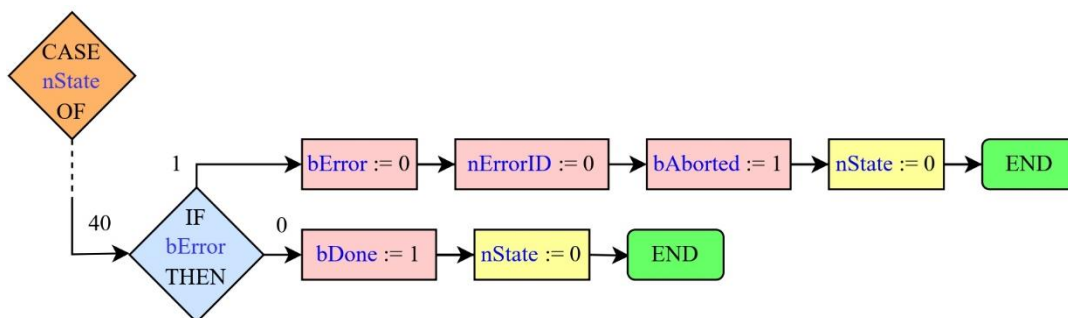 CASE
nState
OF
1
bError := 0
nErrorID := 0
bAborted := 1
nState := 0
END
40
IF
bError
THEN
0
bDone := 1
nState := 0
END